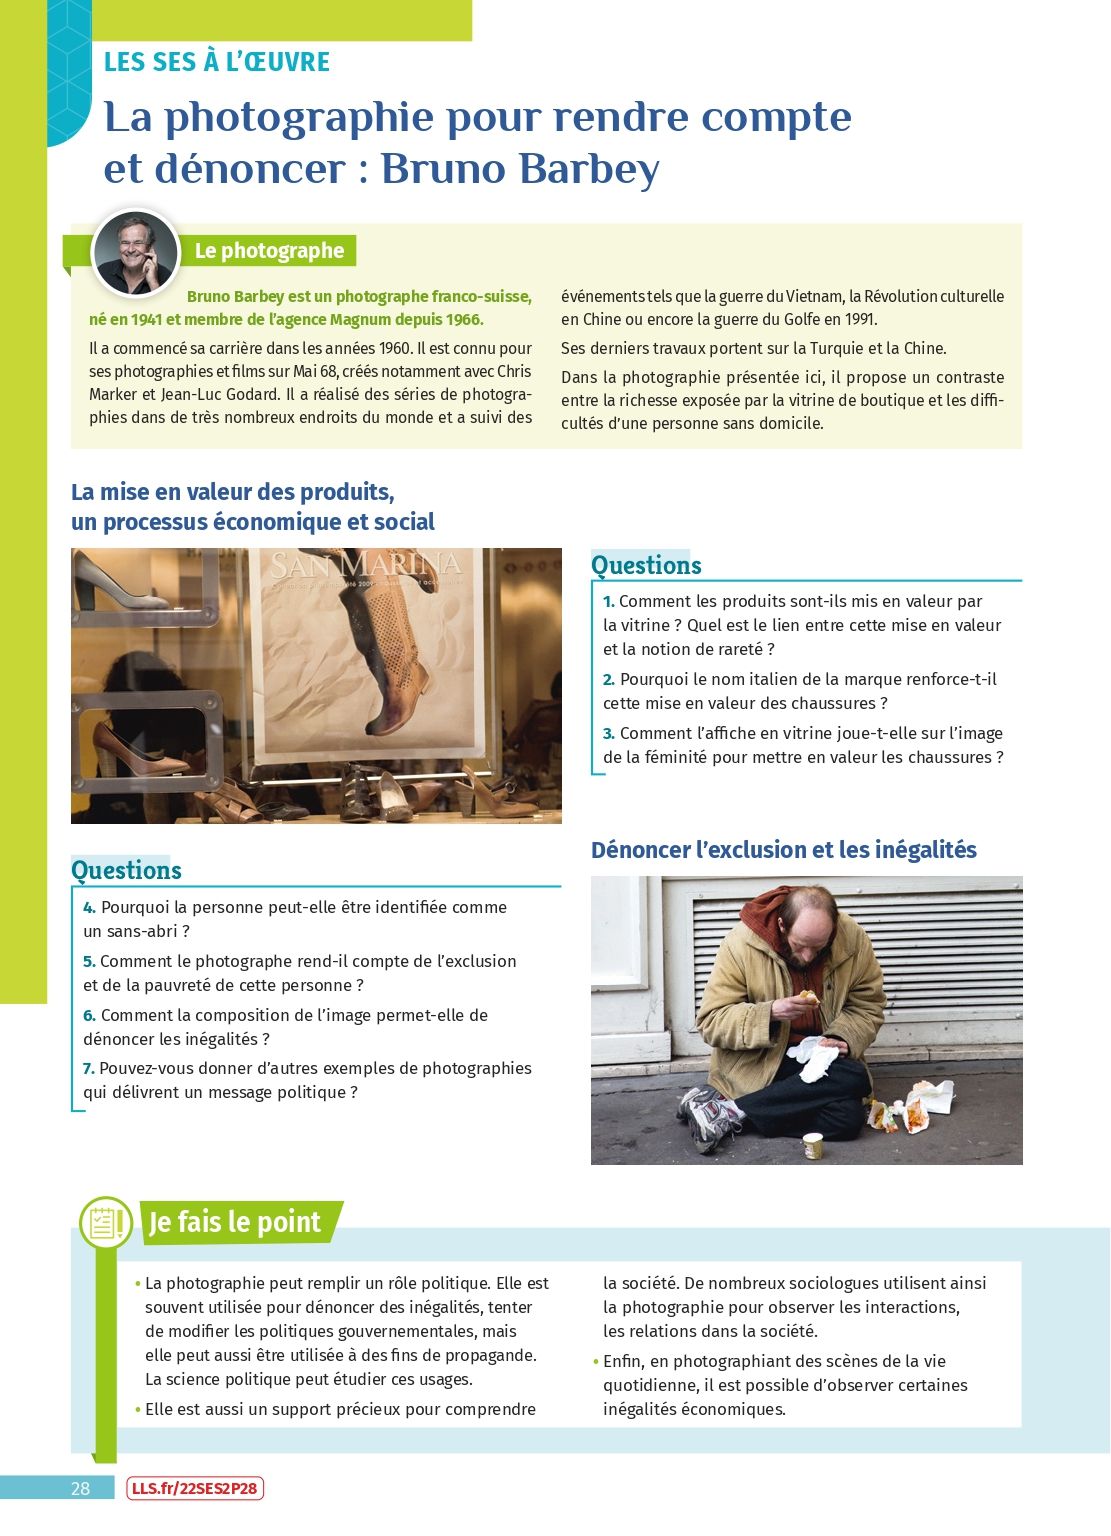 LES SES À L'ŒUVRE
La photographie pour rendre compte
et dénoncer : Bruno Barbey
Le photographe
Bruno Barbey est un photographe franco-suisse,
né en 1941 et membre de l'agence Magnum depuis 1966.
Il a commencé sa carrière dans les années 1960. Il est connu pour
ses photographies et films sur Mai 68, créés notamment avec Chris
Marker et Jean-Luc Godard. Il a réalisé des séries de photogra-
phies dans de très nombreux endroits du monde et a suivi des
événements tels que la guerre du Vietnam, la Révolution culturelle
en Chine ou encore la guerre du Golfe en 1991.
Ses derniers travaux portent sur la Turquie et la Chine.
Dans la photographie présentée ici, il propose un contraste
entre la richesse exposée par la vitrine de boutique et les diffi-
cultés d'une personne sans domicile.
La mise en valeur des produits,
un processus économique et social
SAN MARINA
Questions
1. Comment les produits sont-ils mis en valeur par
la vitrine ? Quel est le lien entre cette mise en valeur
et la notion de rareté ?
2. Pourquoi le nom italien de la marque renforce-t-il
cette mise en valeur des chaussures ?
3. Comment l'affiche en vitrine joue-t-elle sur l'image
de la féminité pour mettre en valeur les chaussures ?
Questions
4. Pourquoi la personne peut-elle être identifiée comme
un sans-abri ?
5. Comment le photographe rend-il compte de l'exclusion
et de la pauvreté de cette personne ?
6. Comment la composition de l'image permet-elle de
dénoncer les inégalités ?
7. Pouvez-vous donner d'autres exemples de photographies
qui délivrent un message politique ?
Dénoncer l'exclusion et les inégalités
Je fais le point
• La photographie peut remplir un rôle politique. Elle est
souvent utilisée pour dénoncer des inégalités, tenter
de modifier les politiques gouvernementales, mais
elle peut aussi être utilisée à des fins de propagande.
La science politique peut étudier ces usages.
• Elle est aussi un support précieux pour comprendre
la société. De nombreux sociologues utilisent ainsi
la photographie pour observer les interactions,
les relations dans la société.
• Enfin, en photographiant des scènes de la vie
quotidienne, il est possible d'observer certaines
inégalités économiques.
28
LLS.fr/22SES2P28